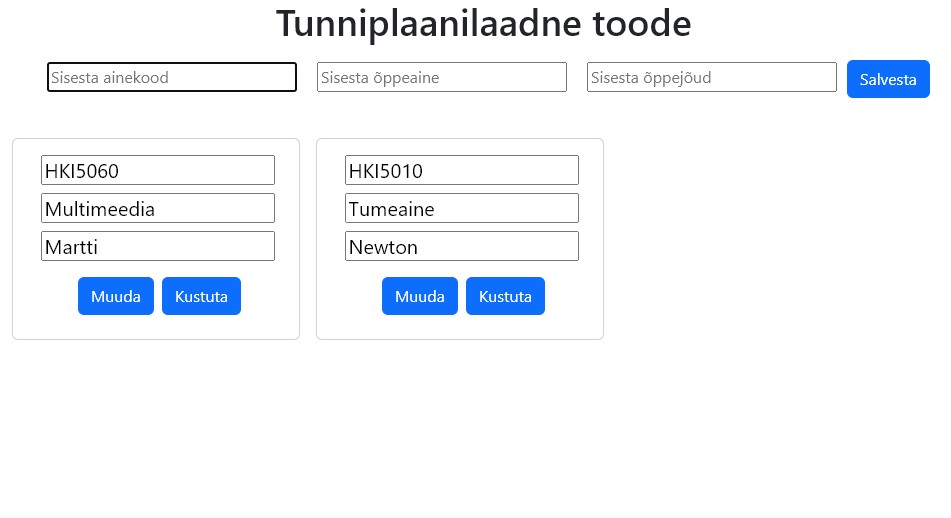 Tunniplaanilaadne toode
Sisesta ainekood Sisesta õppeaine Sisesta õppejõud Salvesta
HKI5060
Multimeedia
Martti
Muuda Kustuta
HKI5010
Tumeaine
Newton
Muuda Kustuta